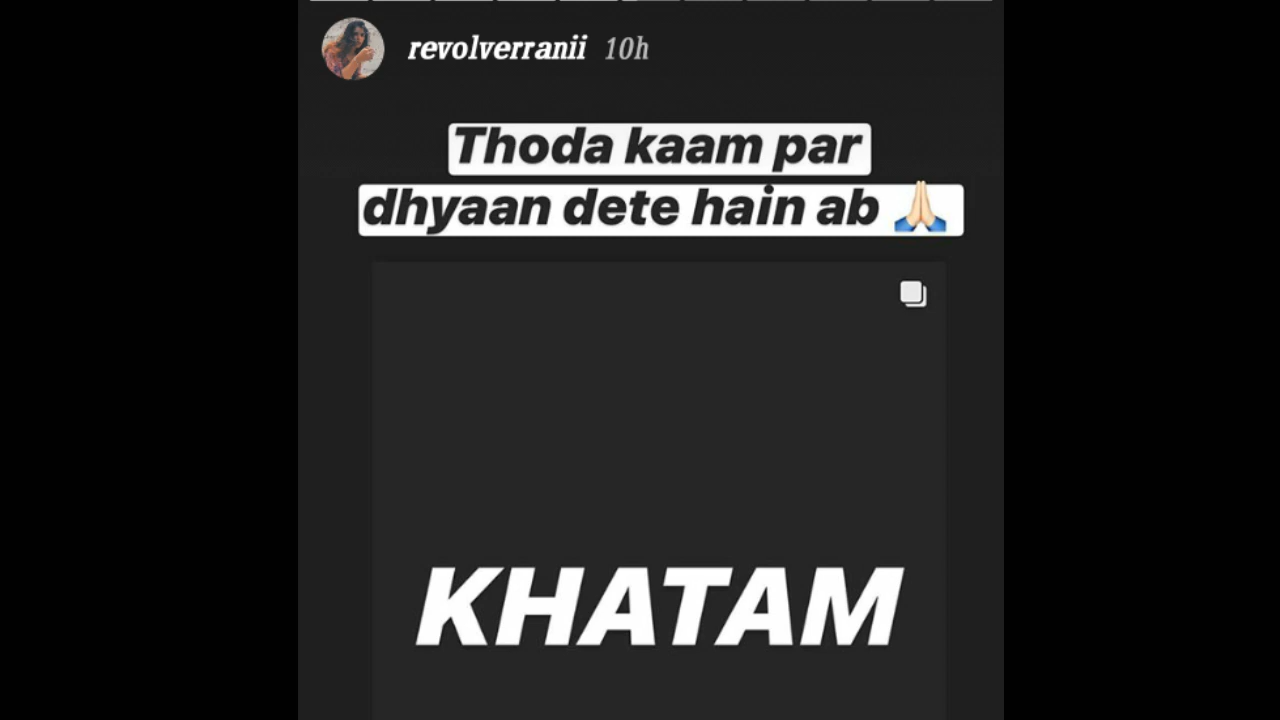 revolverranii 10h
Thoda kaam par
dhyaan dete hain ab 🙏🏻
KHATAM